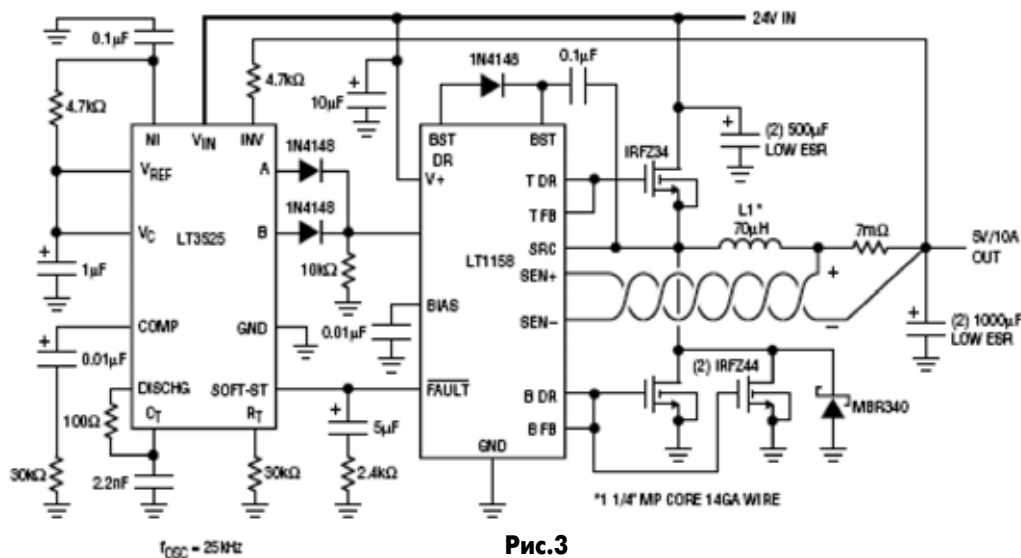 24V IN
0.1µF
1N4148
0.1µF
4.7kΩ
4.7kΩ
10µF
(2) 500µF
LOW ESR
NI
VIN
INV
BST
DR
BST
IRFZ34
1N4148
VREF
A
V+
T DR
L1*
70µH
7mΩ
1N4148
T FB
VC
LT3525
B
SRC
5V/10A
OUT
LT1158
1µF
10kΩ
SEN+
+
BIAS
SEN−
−
COMP
GND
0.01µF
(2) 1000µF
LOW ESR
0.01µF
(2) IRFZ44
DISCHG
SOFT-ST
FAULT
B DR
MBR340
100Ω
CT
RT
5µF
B FB
GND
30kΩ
2.2nF
30kΩ
2.4kΩ
*1 1/4" MP CORE 14GA WIRE
fOSC = 25kHz
Рис.3